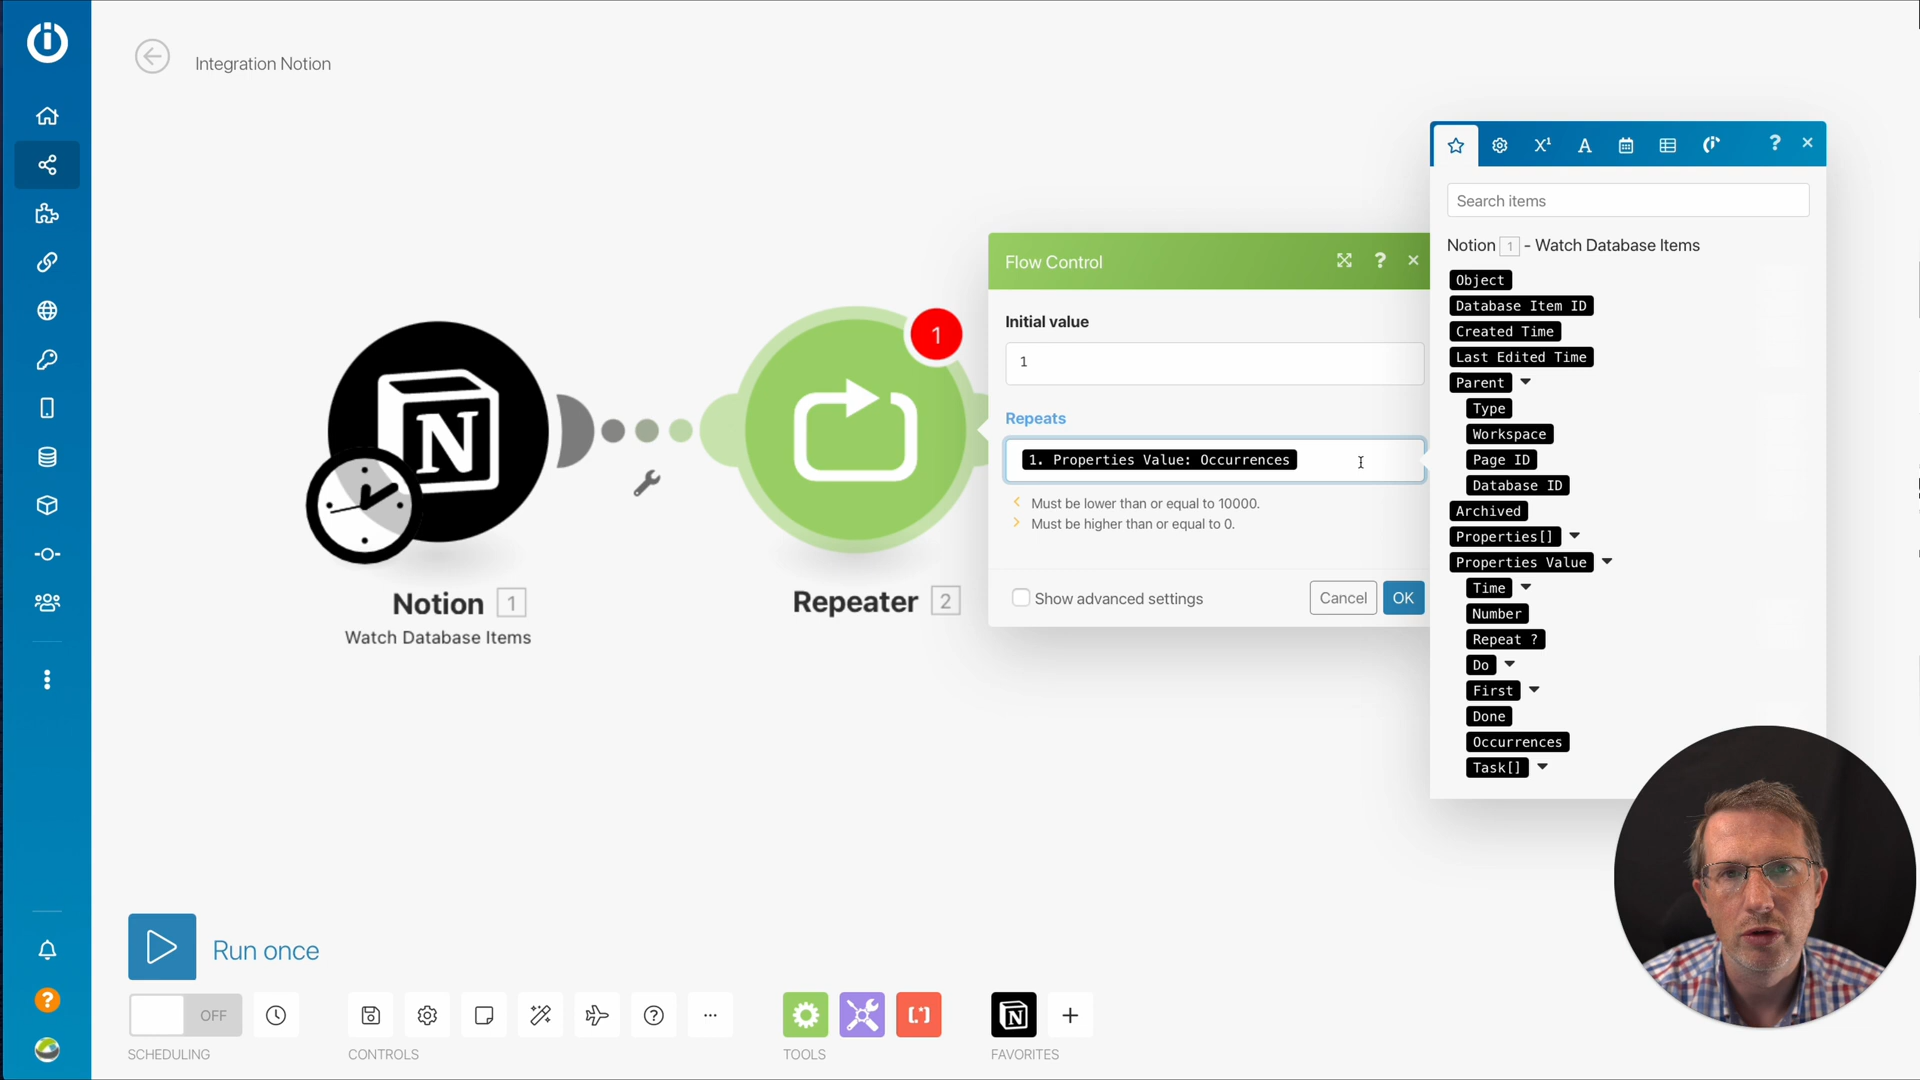 Integration Notion
Search items
Notion 1 - Watch Database Items
Object
Database Item ID
Created Time
Last Edited Time
Parent
Type
Workspace
Page ID
Database ID
Archived
Properties[]
Properties Value
Time
Number
Repeat ?
Do
First
Done
Occurrences
Task[]
Flow Control
Initial value
1
Repeats
1. Properties Value: Occurrences
Must be lower than or equal to 10000.
Must be higher than or equal to 0.
Show advanced settings
Cancel
OK
N
Notion 1
Watch Database Items
1
Repeater 2
Run once
OFF
SCHEDULING
CONTROLS
TOOLS
FAVORITES